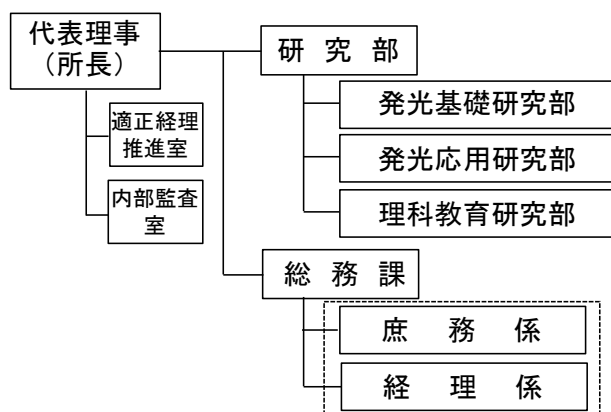 代表理事
（所長）
適正経理
推進室
内部監査
室
研 究 部
発光基礎研究部
発光応用研究部
理科教育研究部
総 務 課
庶 務 係
経 理 係